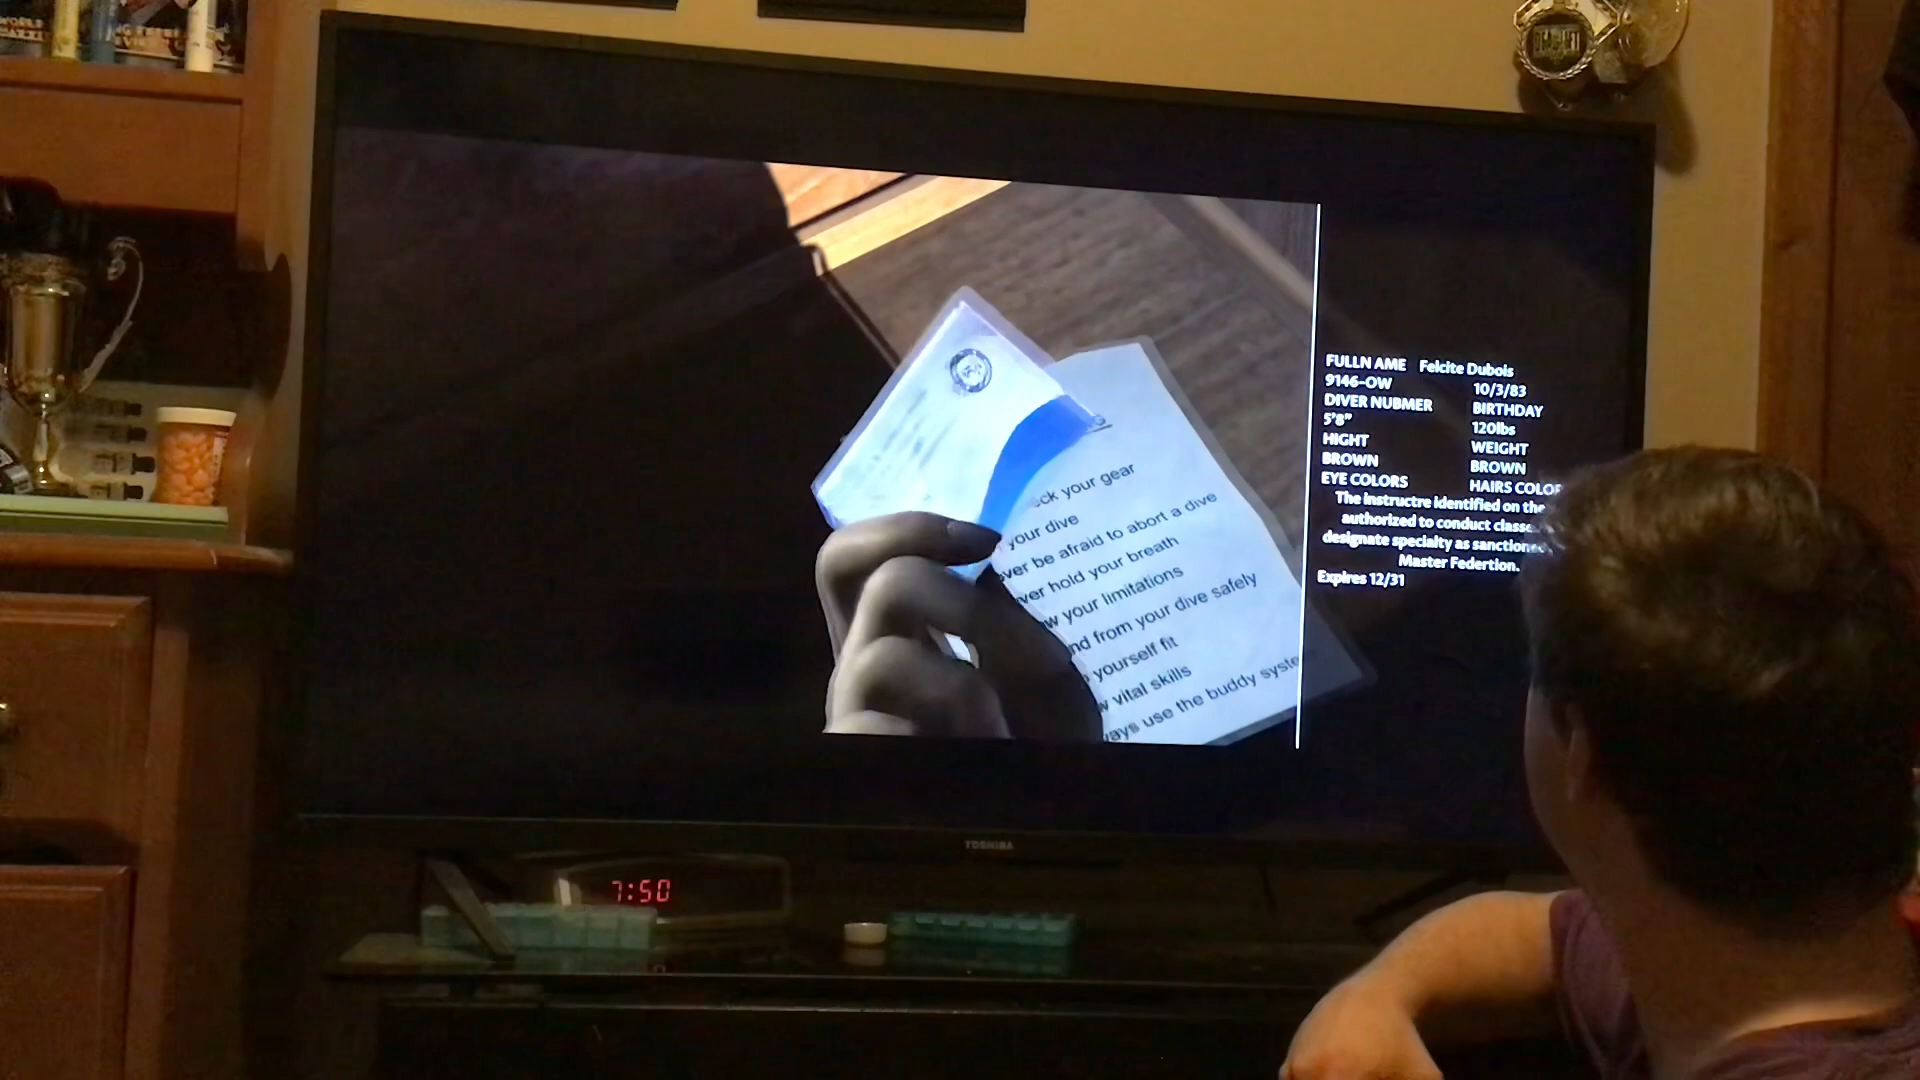 FULLN AME Felcite Dubois
9146-OW 10/3/83
DIVER NUBMER BIRTHDAY
5'8" 120lbs
HIGHT WEIGHT
BROWN BROWN
EYE COLORS HAIRS COLOR
The instructre identified on the
authorized to conduct classe
designate specialty as sanctione
Master Federtion.
Expires 12/31
ck your gear
your dive
ver be afraid to abort a dive
ver hold your breath
w your limitations
nd from your dive safely
yourself fit
w vital skills
ways use the buddy syste
TOSHIBA
7:50